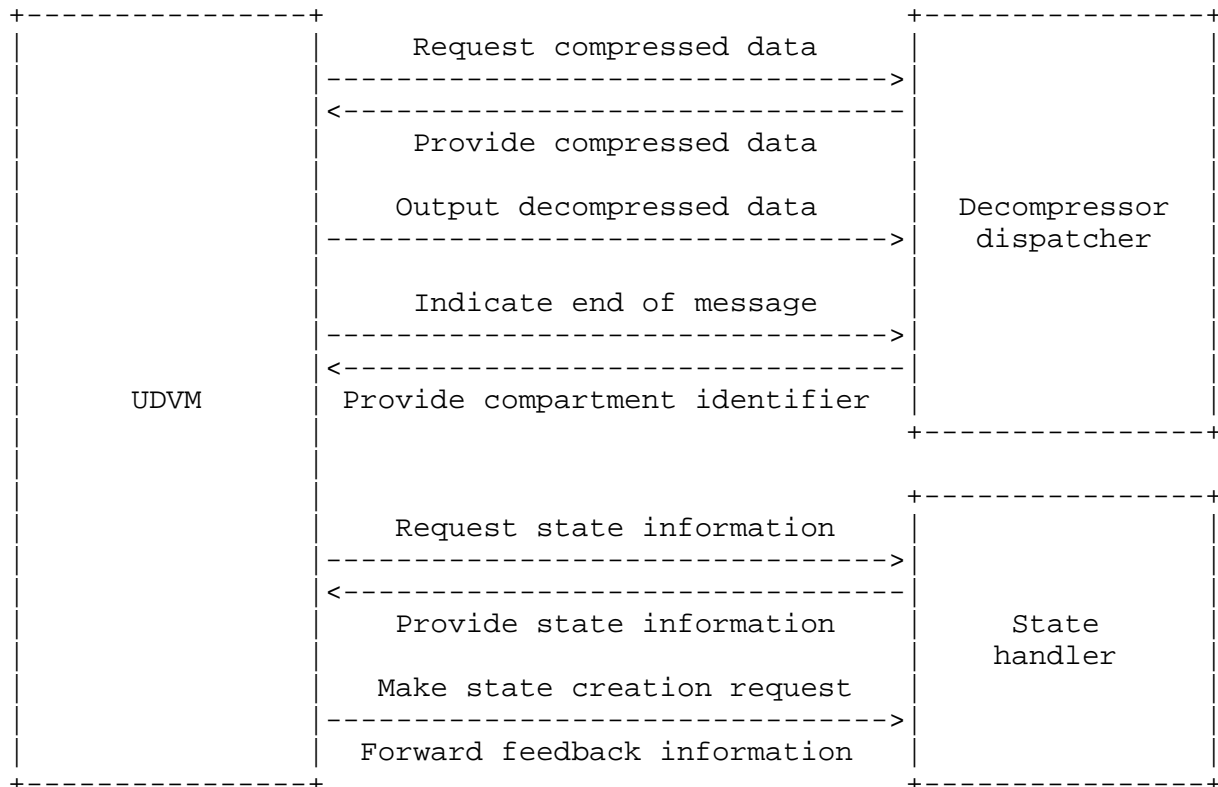 Request compressed data
Provide compressed data
Output decompressed data
Decompressor
dispatcher
Indicate end of message
UDVM
Provide compartment identifier
Request state information
Provide state information
State
handler
Make state creation request
Forward feedback information